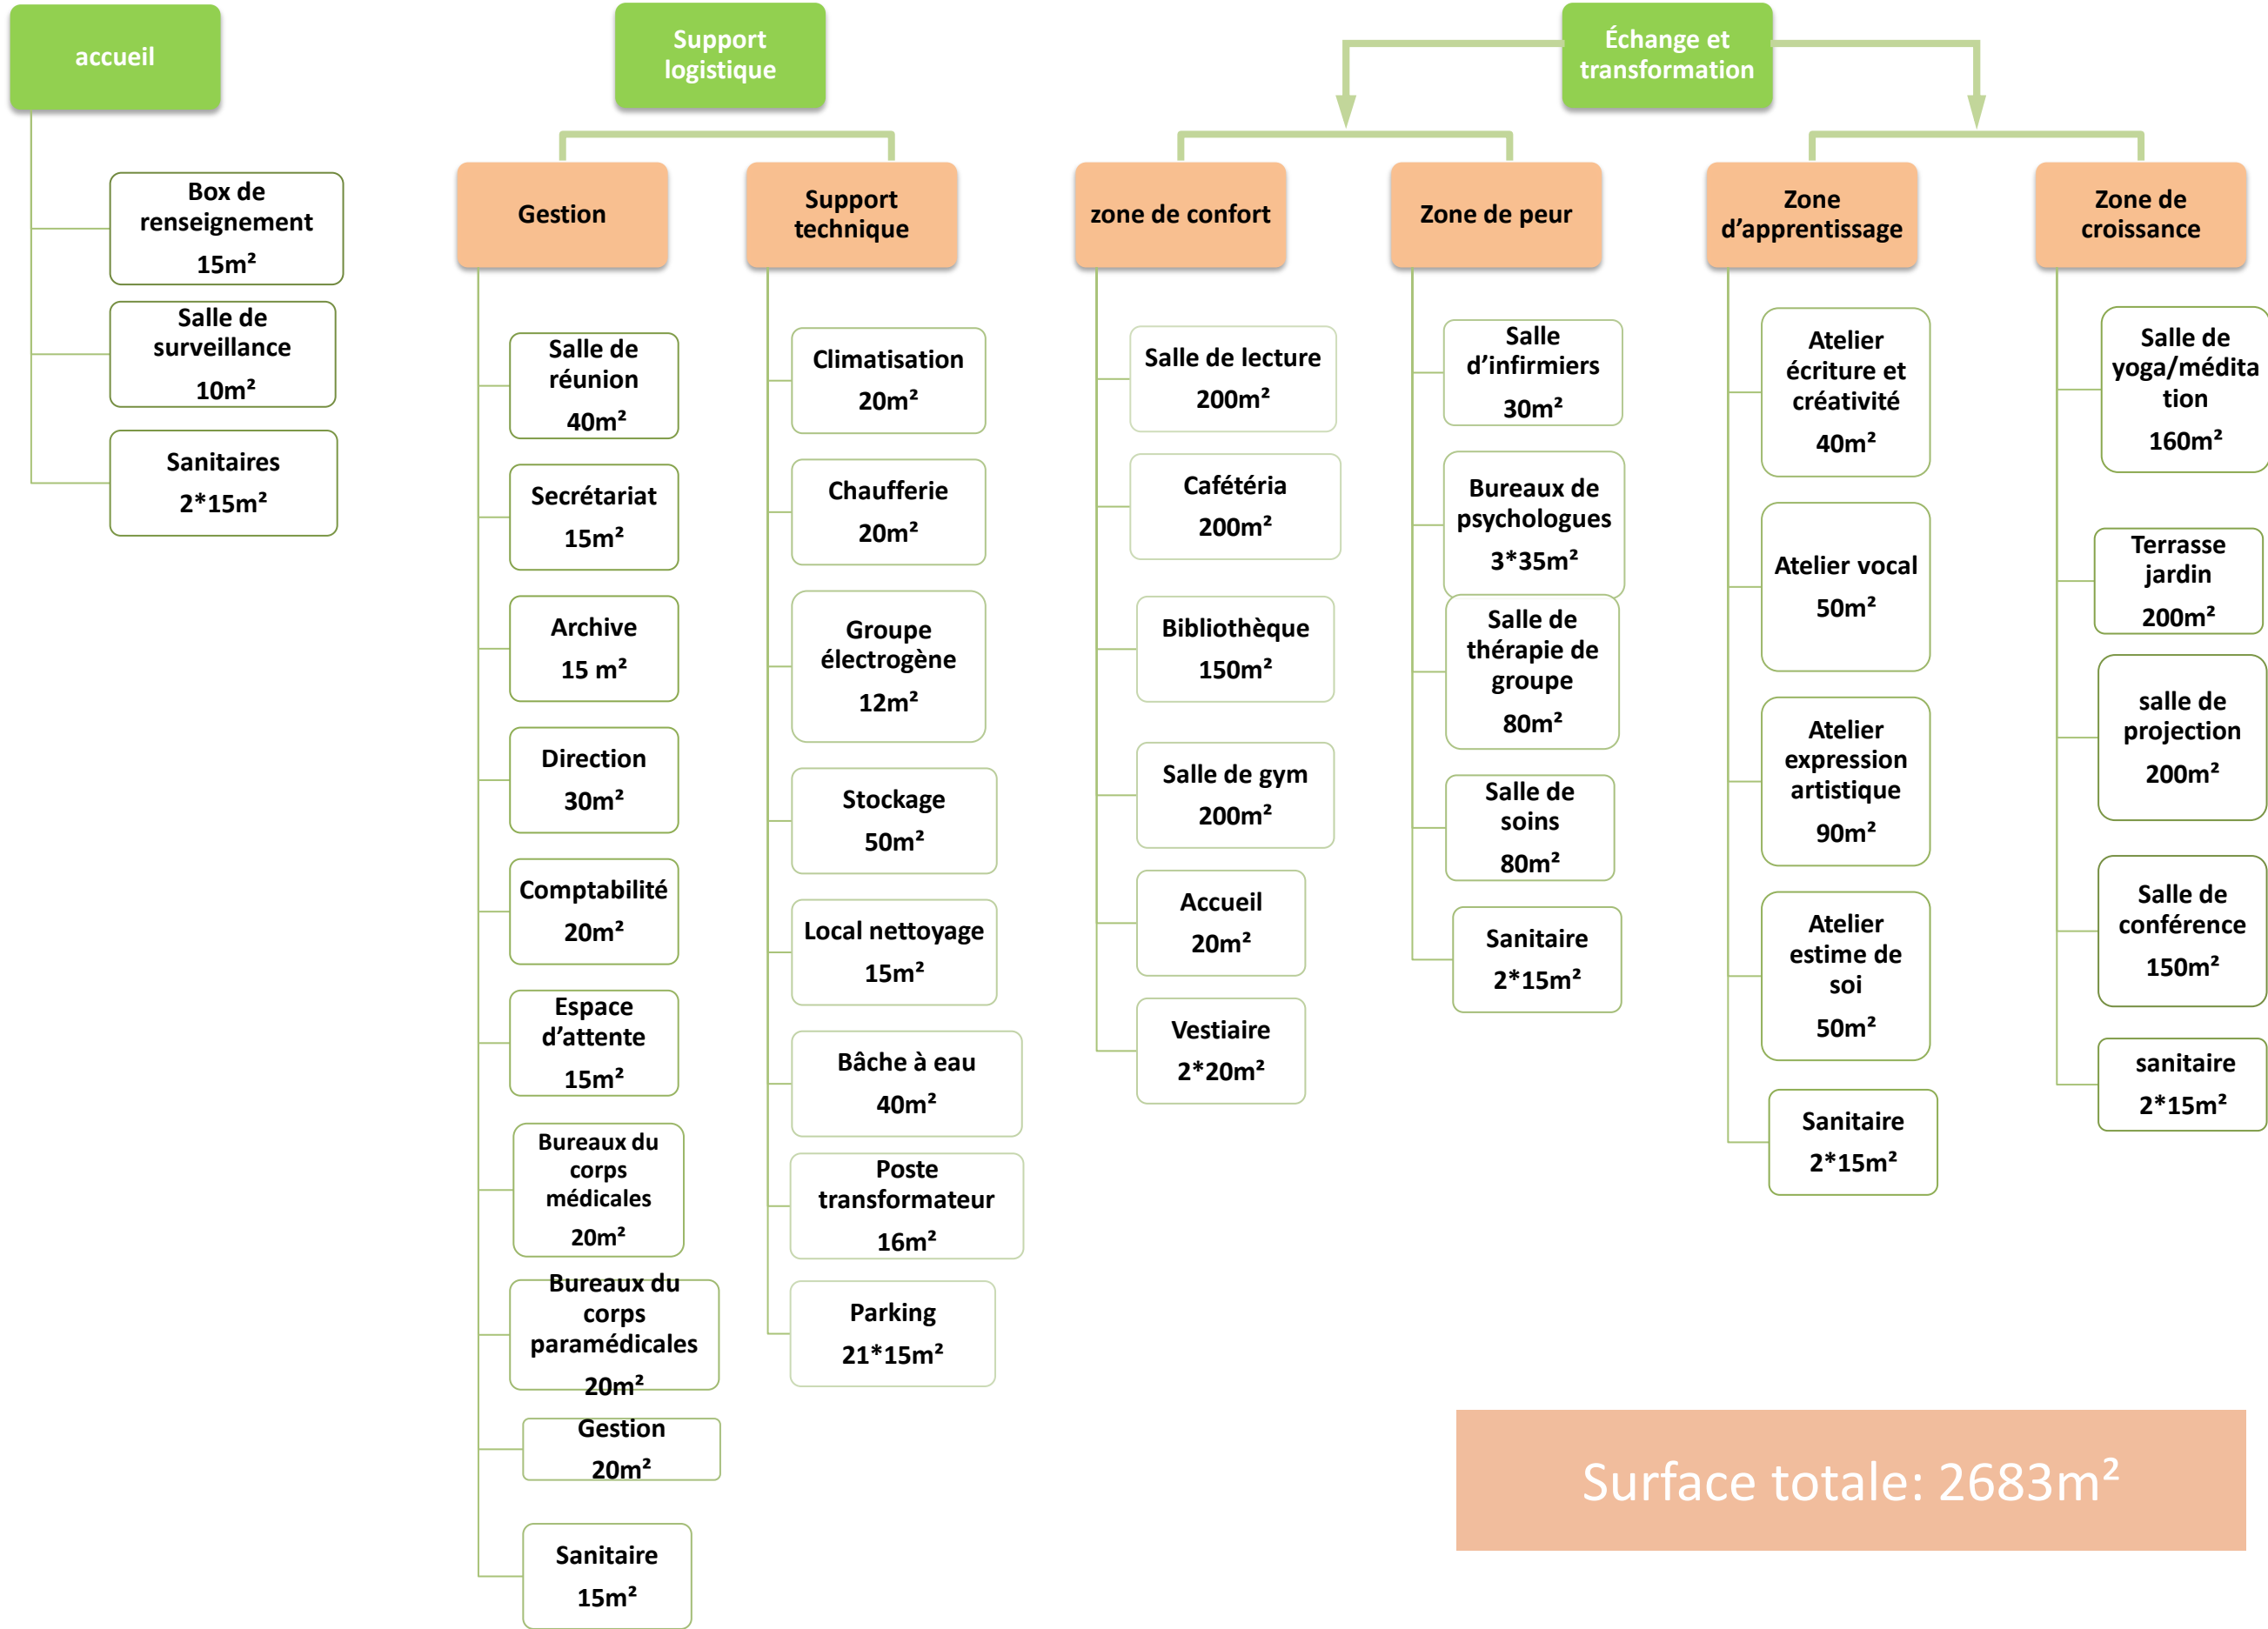 accueil
Box de
renseignement
15m²
Salle de
surveillance
10m²
Sanitaires
2*15m²
Support
logistique
Gestion
Salle de
réunion
40m²
Secrétariat
15m²
Archive
15 m²
Direction
30m²
Comptabilité
20m²
Espace
d’attente
15m²
Bureaux du
corps
médicales
20m²
Bureaux du
corps
paramédicales
20m²
Gestion
20m²
Sanitaire
15m²
Support
technique
Climatisation
20m²
Chaufferie
20m²
Groupe
électrogène
12m²
Stockage
50m²
Local nettoyage
15m²
Bâche à eau
40m²
Poste
transformateur
16m²
Parking
21*15m²
Échange et
transformation
zone de confort
Salle de lecture
200m²
Cafétéria
200m²
Bibliothèque
150m²
Salle de gym
200m²
Accueil
20m²
Vestiaire
2*20m²
Zone de peur
Salle
d’infirmiers
30m²
Bureaux de
psychologues
3*35m²
Salle de
thérapie de
groupe
80m²
Salle de
soins
80m²
Sanitaire
2*15m²
Zone
d’apprentissage
Atelier
écriture et
créativité
40m²
Atelier vocal
50m²
Atelier
expression
artistique
90m²
Atelier
estime de
soi
50m²
Sanitaire
2*15m²
Zone de
croissance
Salle de
yoga/médita
tion
160m²
Terrasse
jardin
200m²
salle de
projection
200m²
Salle de
conférence
150m²
sanitaire
2*15m²
Surface totale: 2683m²